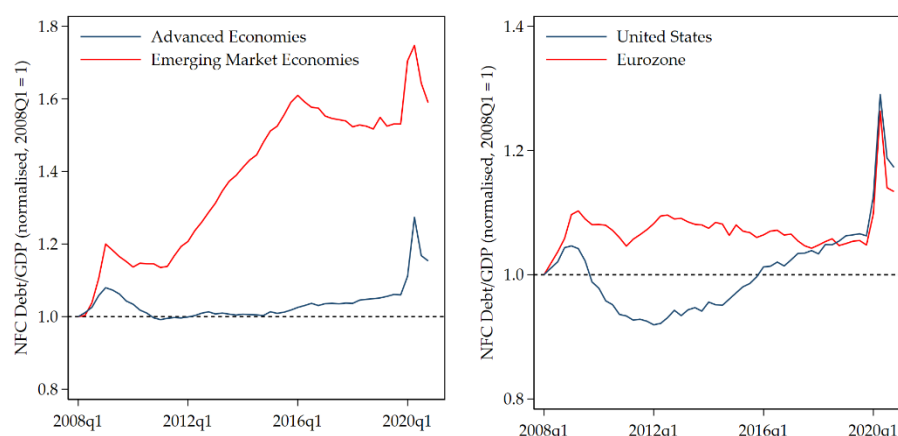 NFC Debt/GDP (normalised, 2008Q1 = 1)
1.8
1.6
1.4
1.2
1.0
0.8
Advanced Economies
Emerging Market Economies
2008q1
2012q1
2016q1
2020q1
NFC Debt/GDP (normalised, 2008Q1 = 1)
1.4
1.2
1.0
0.8
United States
Eurozone
2008q1
2012q1
2016q1
2020q1